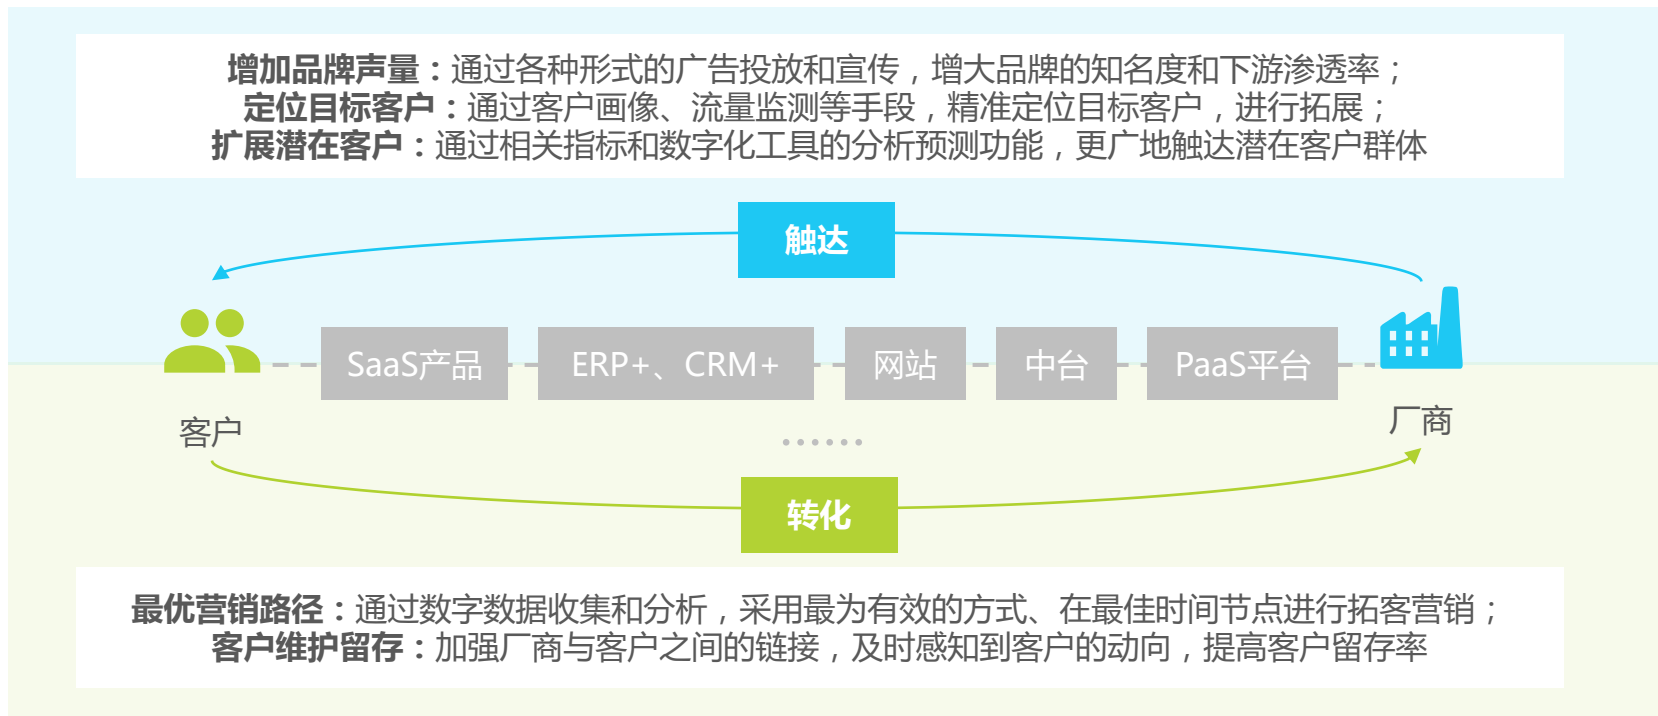 增加品牌声量：通过各种形式的广告投放和宣传，增大品牌的知名度和下游渗透率；
定位目标客户：通过客户画像、流量监测等手段，精准定位目标客户，进行拓展；
扩展潜在客户：通过相关指标和数字化工具的分析预测功能，更广地触达潜在客户群体
触达
SaaS产品
ERP+、CRM+
网站
中台
PaaS平台
客户
厂商
……
转化
最优营销路径：通过数字数据收集和分析，采用最为有效的方式、在最佳时间节点进行拓客营销；
客户维护留存：加强厂商与客户之间的链接，及时感知到客户的动向，提高客户留存率